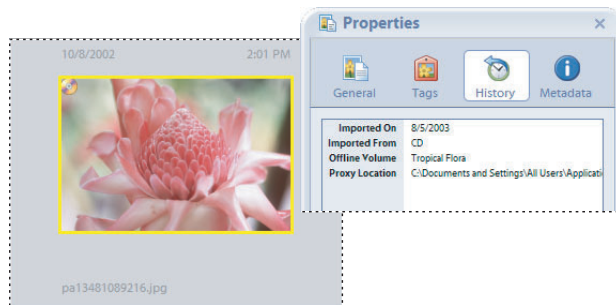 10/8/2002 2:01 PM
pa13481089216.jpg
Properties
General Tags History Metadata
Imported On 8/5/2003
Imported From CD
Offline Volume Tropical Flora
Proxy Location C:\Documents and Settings\All Users\Applicati